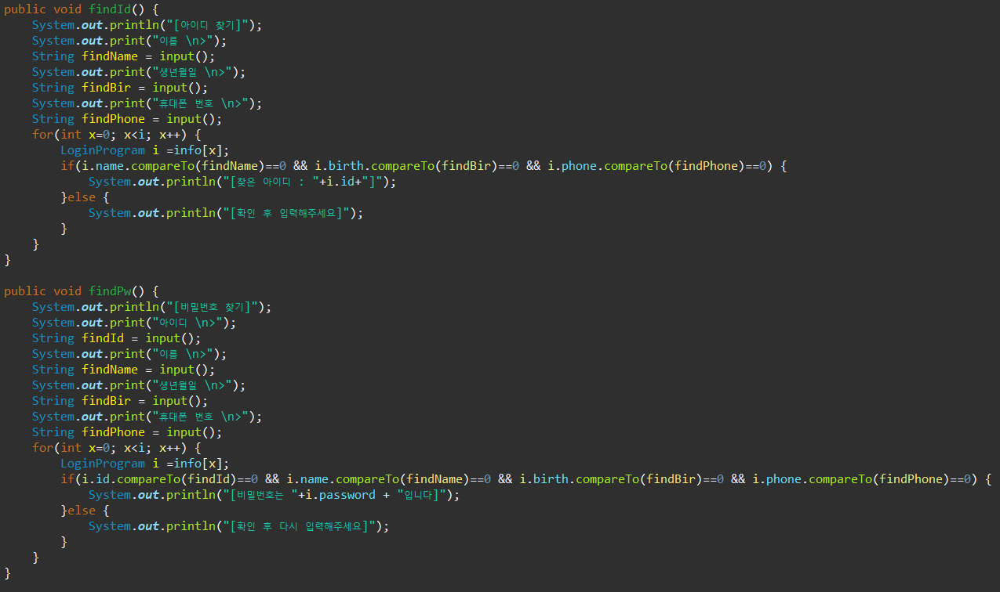 public void findId() {
System.out.println("[아이디 찾기]");
System.out.print("이름 \n>");
String findName = input();
System.out.print("생년월일 \n>");
String findBir = input();
System.out.print("휴대폰 번호 \n>");
String findPhone = input();
for(int x=0; x<i; x++) {
LoginProgram i =info[x];
if(i.name.compareTo(findName)==0 && i.birth.compareTo(findBir)==0 && i.phone.compareTo(findPhone)==0) {
System.out.println("[찾은 아이디 : "+i.id+"]");
}else {
System.out.println("[확인 후 입력해주세요]");
}
}
}
public void findPw() {
System.out.println("[비밀번호 찾기]");
System.out.print("아이디 \n>");
String findId = input();
System.out.print("이름 \n>");
String findName = input();
System.out.print("생년월일 \n>");
String findBir = input();
System.out.print("휴대폰 번호 \n>");
String findPhone = input();
for(int x=0; x<i; x++) {
LoginProgram i =info[x];
if(i.id.compareTo(findId)==0 && i.name.compareTo(findName)==0 && i.birth.compareTo(findBir)==0 && i.phone.compareTo(findPhone)==0) {
System.out.println("[비밀번호는 "+i.password + "입니다]");
}else {
System.out.println("[확인 후 다시 입력해주세요]");
}
}
}